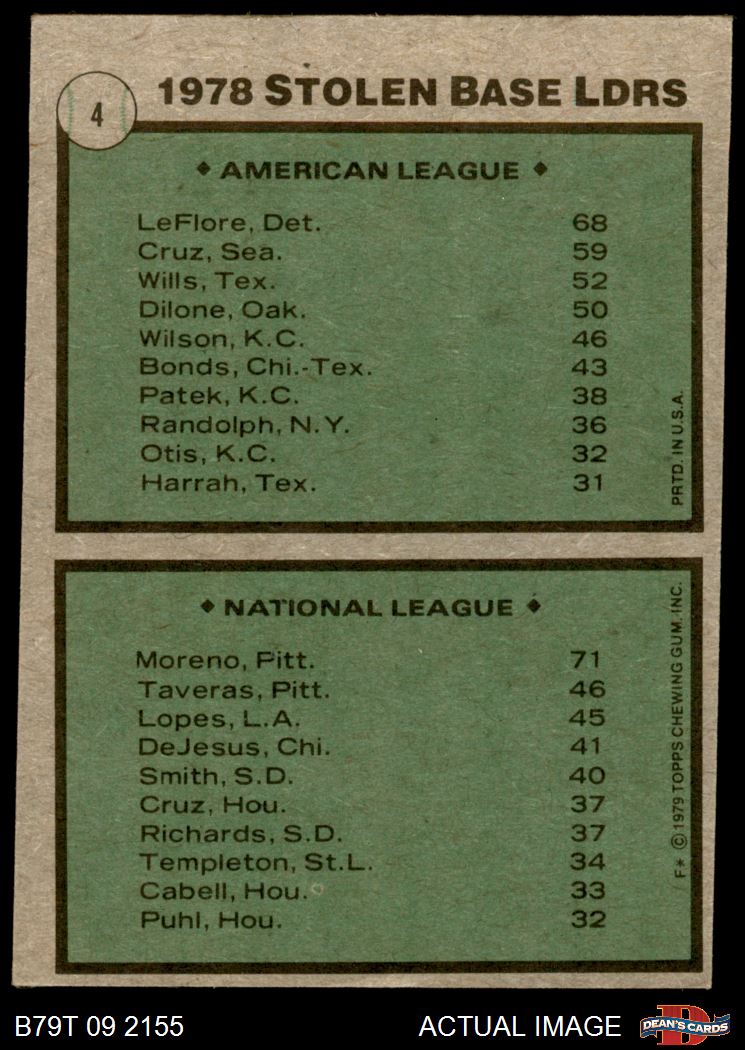 4
1978 STOLEN BASE LDRS
◆ AMERICAN LEAGUE ◆
LeFlore, Det. 68
Cruz, Sea. 59
Wills, Tex. 52
Dilone, Oak. 50
Wilson, K.C. 46
Bonds, Chi.-Tex. 43
Patek, K.C. 38
Randolph, N.Y. 36
Otis, K.C. 32
Harrah, Tex. 31
PRTD. IN U.S.A.
◆ NATIONAL LEAGUE ◆
Moreno, Pitt. 71
Taveras, Pitt. 46
Lopes, L.A. 45
DeJesus, Chi. 41
Smith, S.D. 40
Cruz, Hou. 37
Richards, S.D. 37
Templeton, St.L. 34
Cabell, Hou. 33
Puhl, Hou. 32
F* © 1979 TOPPS CHEWING GUM, INC.
B79T 09 2155 ACTUAL IMAGE
D
DEAN'S CARDS